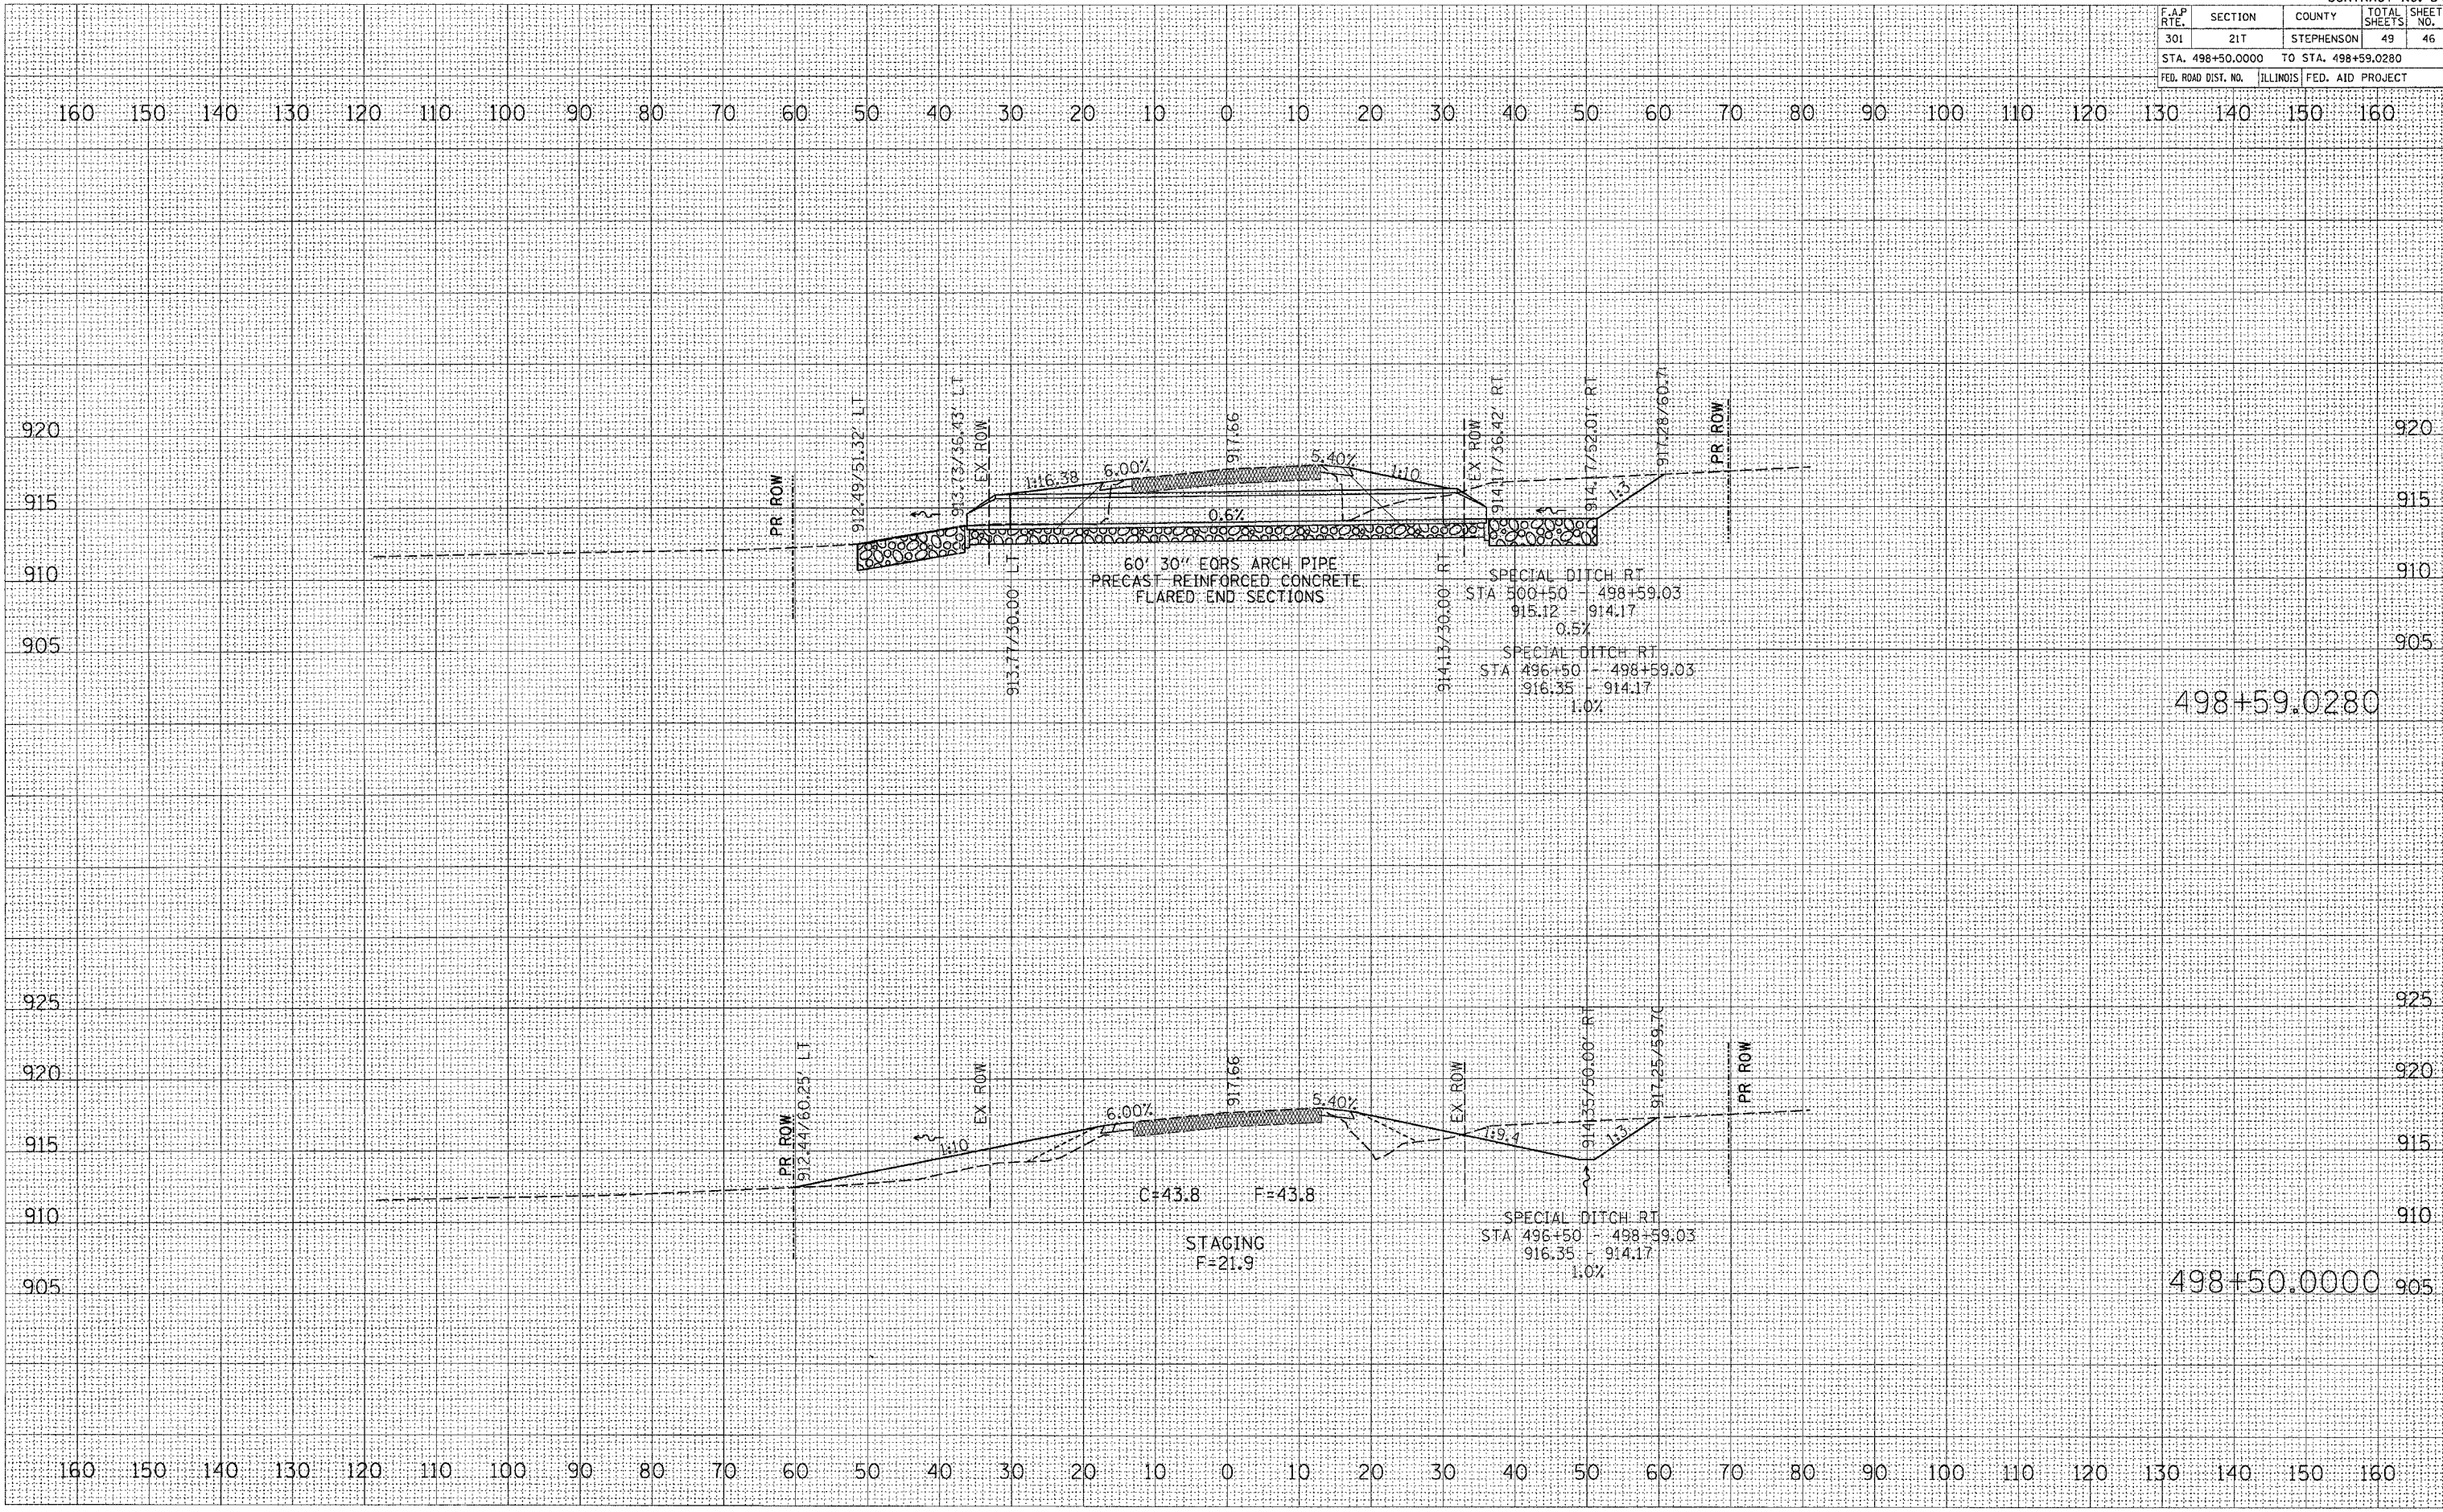 F.A.P. RTE. SECTION COUNTY TOTAL SHEETS SHEET NO.
301 21T STEPHENSON 49 46
STA. 498+50.0000 TO STA. 498+59.0280
FED. ROAD DIST. NO. ILLINOIS FED. AID PROJECT
160 150 140 130 120 110 100 90 80 70 60 50 40 30 20 10 0 10 20 30 40 50 60 70 80 90 100 110 120 130 140 150 160
920 920
915 915
910 910
905 905
PR ROW
912.49/51.32' LT
913.73/36.43' LT
EX ROW
1:16.38
6.00%
917.66
5.40%
1:10
EX ROW
914.17/36.42' RT
914.17/52.01' RT
1:3
917.28/60.71
PR ROW
0.6%
913.77/30.00' LT
60' 30" EQRS ARCH PIPE
PRECAST REINFORCED CONCRETE
FLARED END SECTIONS
914.13/30.00' RT
SPECIAL DITCH RT
STA 500+50 - 498+59.03
915.12 - 914.17
0.5%
SPECIAL DITCH RT
STA 496+50 - 498+59.03
916.35 - 914.17
1.0%
498+59.0280
925 925
920 920
915 915
910 910
905 905
PR ROW
912.44/60.25' LT
1:10
EX ROW
6.00%
917.66
5.40%
EX ROW
1:9.4
914.35/50.00' RT
1:3
917.25/59.70
PR ROW
C=43.8 F=43.8
STAGING
F=21.9
SPECIAL DITCH RT
STA 496+50 - 498+59.03
916.35 - 914.17
1.0%
498+50.0000
160 150 140 130 120 110 100 90 80 70 60 50 40 30 20 10 0 10 20 30 40 50 60 70 80 90 100 110 120 130 140 150 160